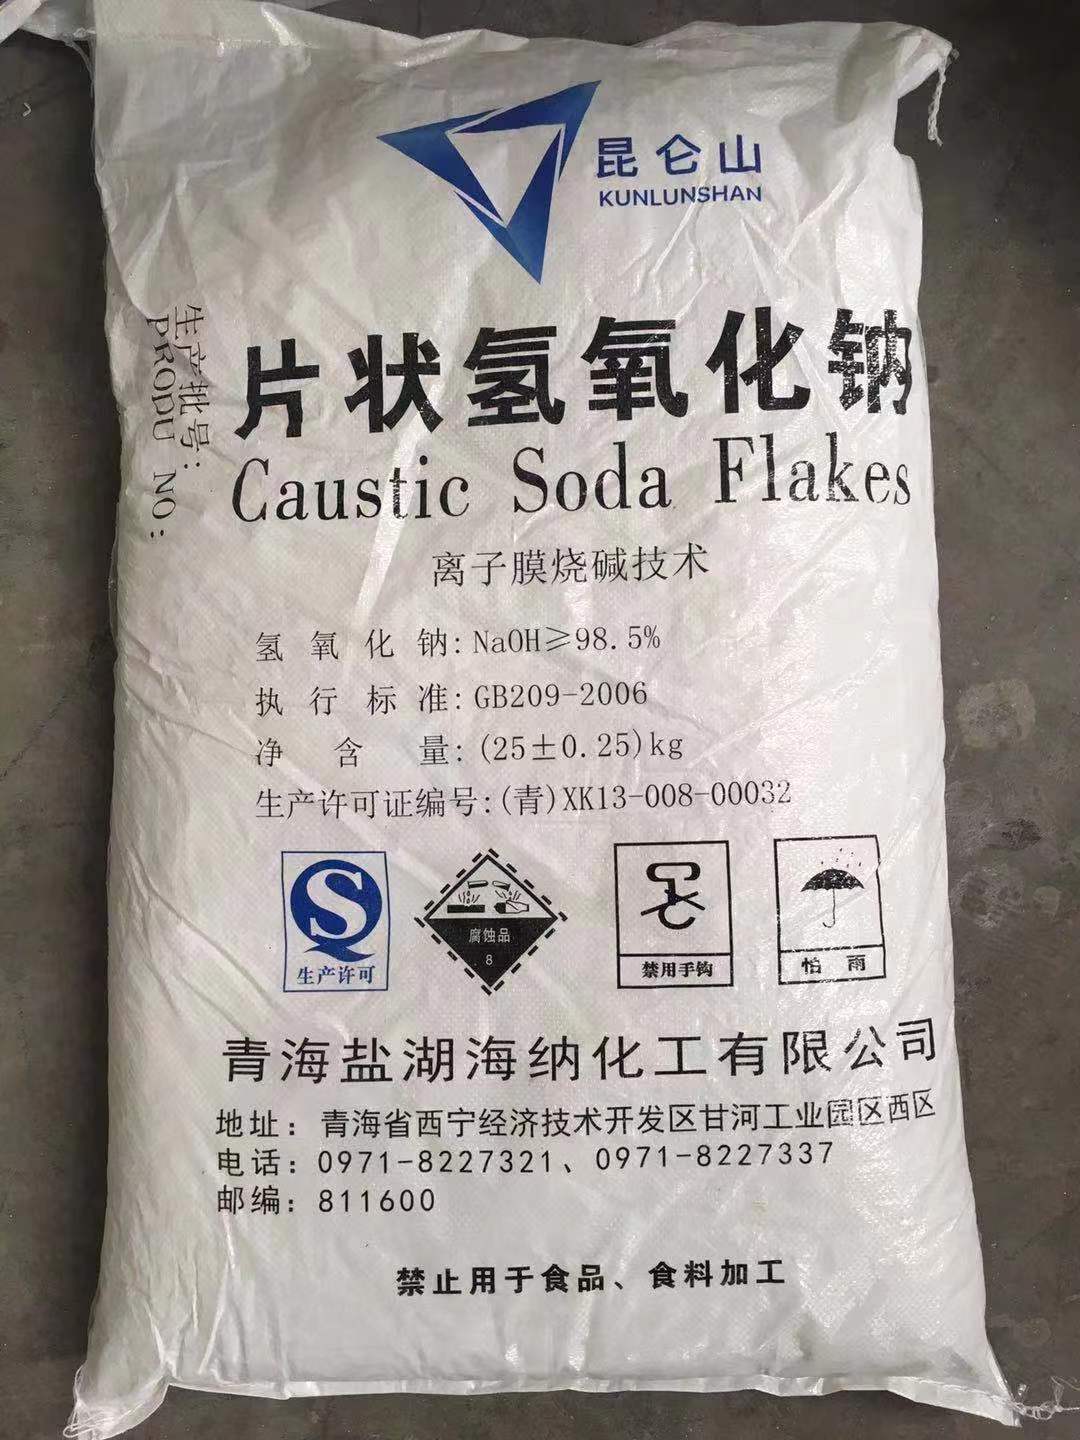 昆仑山
KUNLUNSHAN
生产批号:
PRODU NO:
片状氢氧化钠
Caustic Soda Flakes
离子膜烧碱技术
氢氧化钠:NaOH≥98.5%
执行标准:GB209-2006
净含量:(25±0.25)kg
生产许可证编号:(青)XK13-008-00032
生产许可
腐蚀品
8
禁用手钩
怕雨
青海盐湖海纳化工有限公司
地址：青海省西宁经济技术开发区甘河工业园区西区
电话：0971-8227321、0971-8227337
邮编：811600
禁止用于食品、食料加工